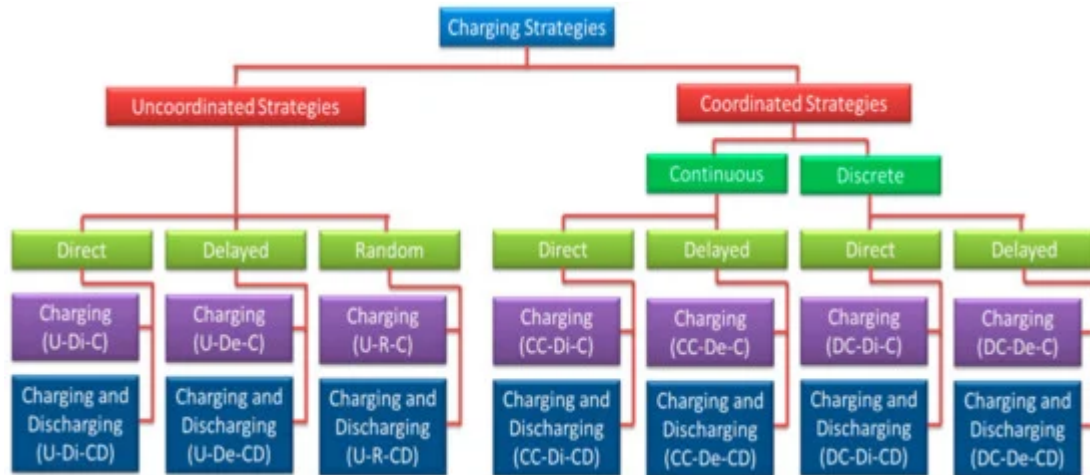 Charging Strategies
Uncoordinated Strategies
Coordinated Strategies
Continuous
Discrete
Direct
Delayed
Random
Direct
Delayed
Direct
Delayed
Charging
(U-Di-C)
Charging
(U-De-C)
Charging
(U-R-C)
Charging
(CC-Di-C)
Charging
(CC-De-C)
Charging
(DC-Di-C)
Charging
(DC-De-C)
Charging and
Discharging
(U-Di-CD)
Charging and
Discharging
(U-De-CD)
Charging and
Discharging
(U-R-CD)
Charging and
Discharging
(CC-Di-CD)
Charging and
Discharging
(CC-De-CD)
Charging and
Discharging
(DC-Di-CD)
Charging and
Discharging
(DC-De-CD)